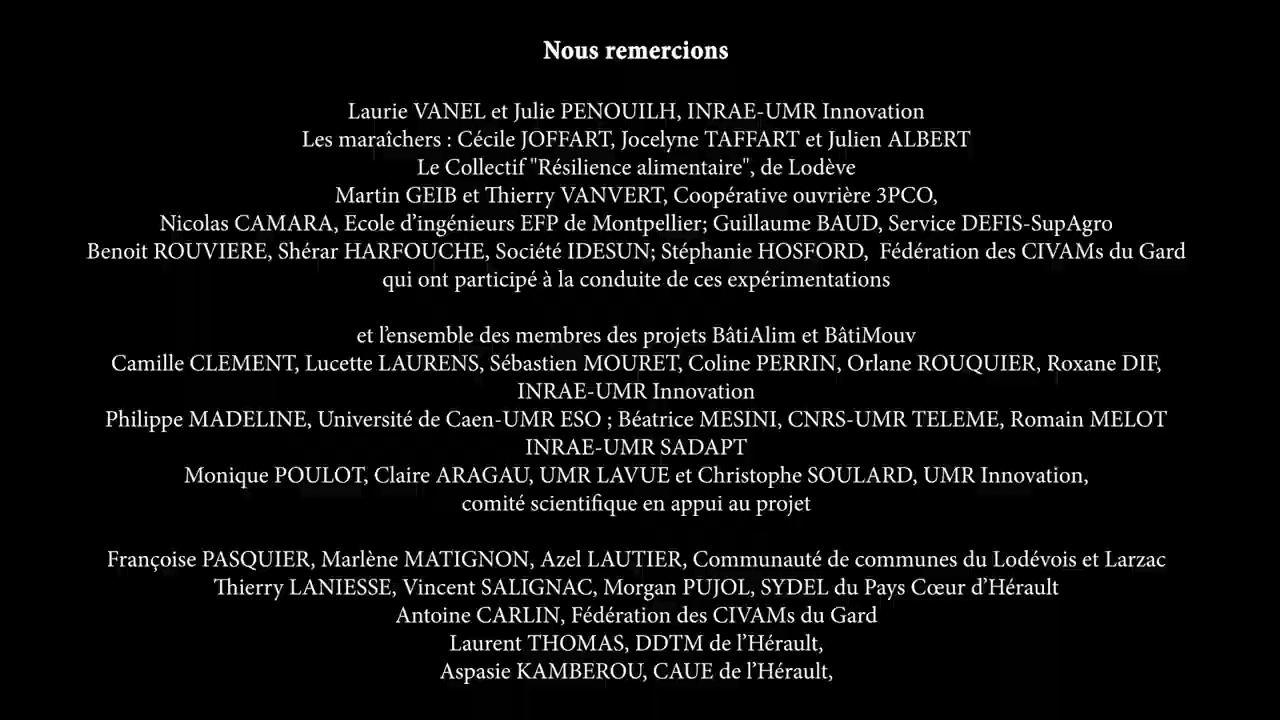 Nous remercions
Laurie VANEL et Julie PENOUILH, INRAE-UMR Innovation
Les maraîchers : Cécile JOFFART, Jocelyne TAFFART et Julien ALBERT
Le Collectif "Résilience alimentaire", de Lodève
Martin GEIB et Thierry VANVERT, Coopérative ouvrière 3PCO,
Nicolas CAMARA, Ecole d’ingénieurs EFP de Montpellier; Guillaume BAUD, Service DEFIS-SupAgro
Benoit ROUVIERE, Shérar HARFOUCHE, Société IDESUN; Stéphanie HOSFORD, Fédération des CIVAMs du Gard
qui ont participé à la conduite de ces expérimentations
et l’ensemble des membres des projets BâtiAlim et BâtiMouv
Camille CLEMENT, Lucette LAURENS, Sébastien MOURET, Coline PERRIN, Orlane ROUQUIER, Roxane DIF,
INRAE-UMR Innovation
Philippe MADELINE, Université de Caen-UMR ESO ; Béatrice MESINI, CNRS-UMR TELEME, Romain MELOT
INRAE-UMR SADAPT
Monique POULOT, Claire ARAGAU, UMR LAVUE et Christophe SOULARD, UMR Innovation,
comité scientifique en appui au projet
Françoise PASQUIER, Marlène MATIGNON, Azel LAUTIER, Communauté de communes du Lodévois et Larzac
Thierry LANIESSE, Vincent SALIGNAC, Morgan PUJOL, SYDEL du Pays Cœur d’Hérault
Antoine CARLIN, Fédération des CIVAMs du Gard
Laurent THOMAS, DDTM de l’Hérault,
Aspasie KAMBEROU, CAUE de l’Hérault,